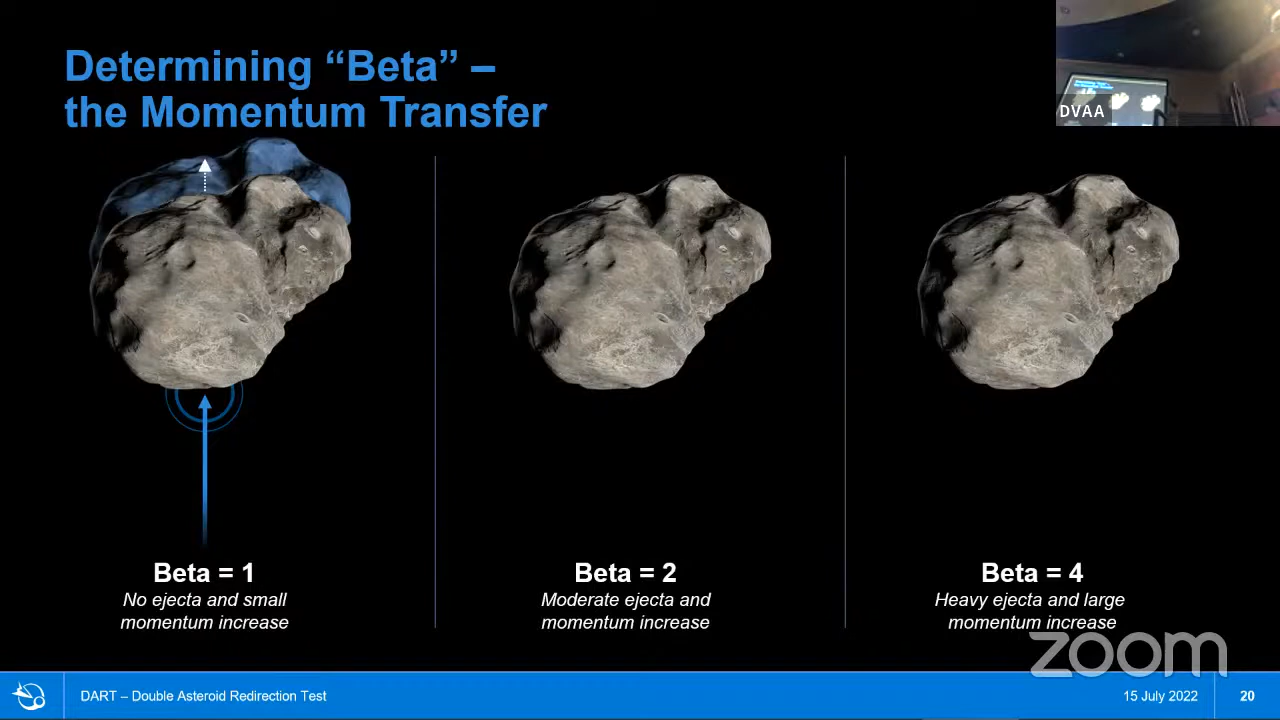 Determining “Beta” –
the Momentum Transfer
DVAA
Beta = 1
No ejecta and small
momentum increase
Beta = 2
Moderate ejecta and
momentum increase
Beta = 4
Heavy ejecta and large
momentum increase
zoom
DART – Double Asteroid Redirection Test
15 July 2022
20